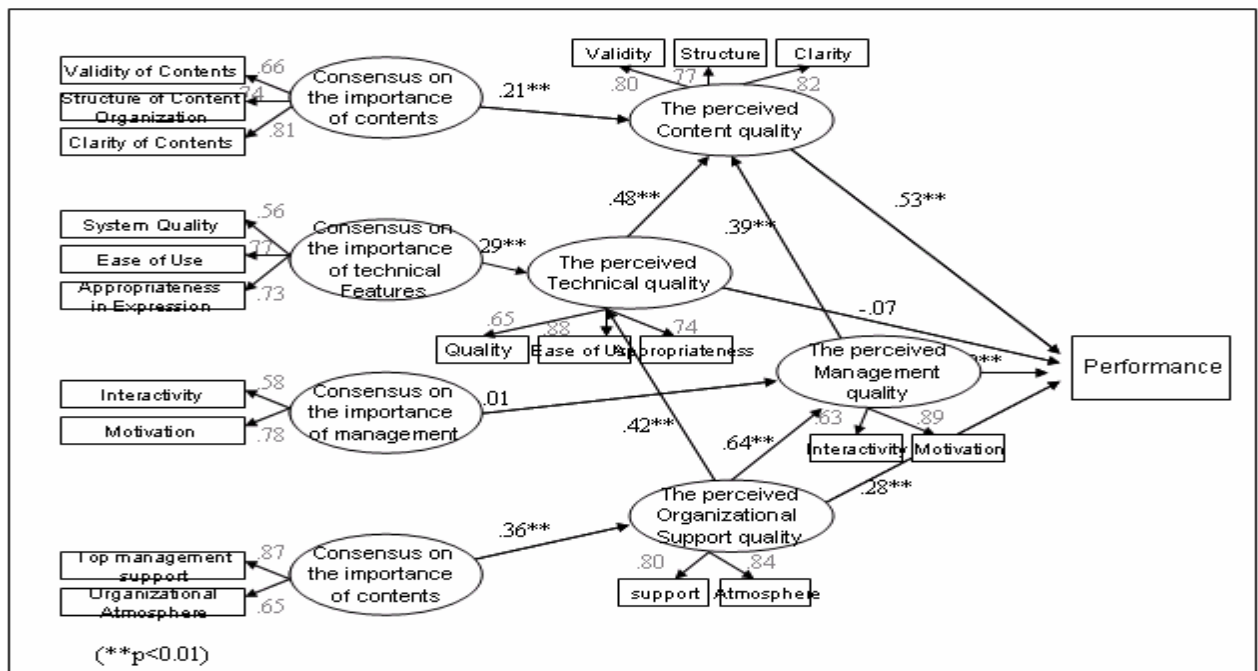 Validity of Contents
.66
Structure of Content
Organization
.74
Clarity of Contents
.81
Consensus on
the importance
of contents
.21**
Validity
Structure
Clarity
.80
.77
.82
The perceived
Content quality
.48**
.39**
.53**
System Quality
.56
Ease of Use
.77
Appropriateness
in Expression
.73
Consensus on
the importance
of technical
Features
.29**
The perceived
Technical quality
-.07
.65
.88
.74
Quality
Ease of Use
Appropriateness
The perceived
Management
quality
Performance
Interactivity
.58
Motivation
.78
Consensus on
the importance
of management
.01
.63
.89
Interactivity
Motivation
.42**
.64**
.28**
The perceived
Organizational
Support quality
.80
.84
support
Atmosphere
.36**
Top management
support
.87
Organizational
Atmosphere
.65
Consensus on
the importance
of contents
(**p<0.01)